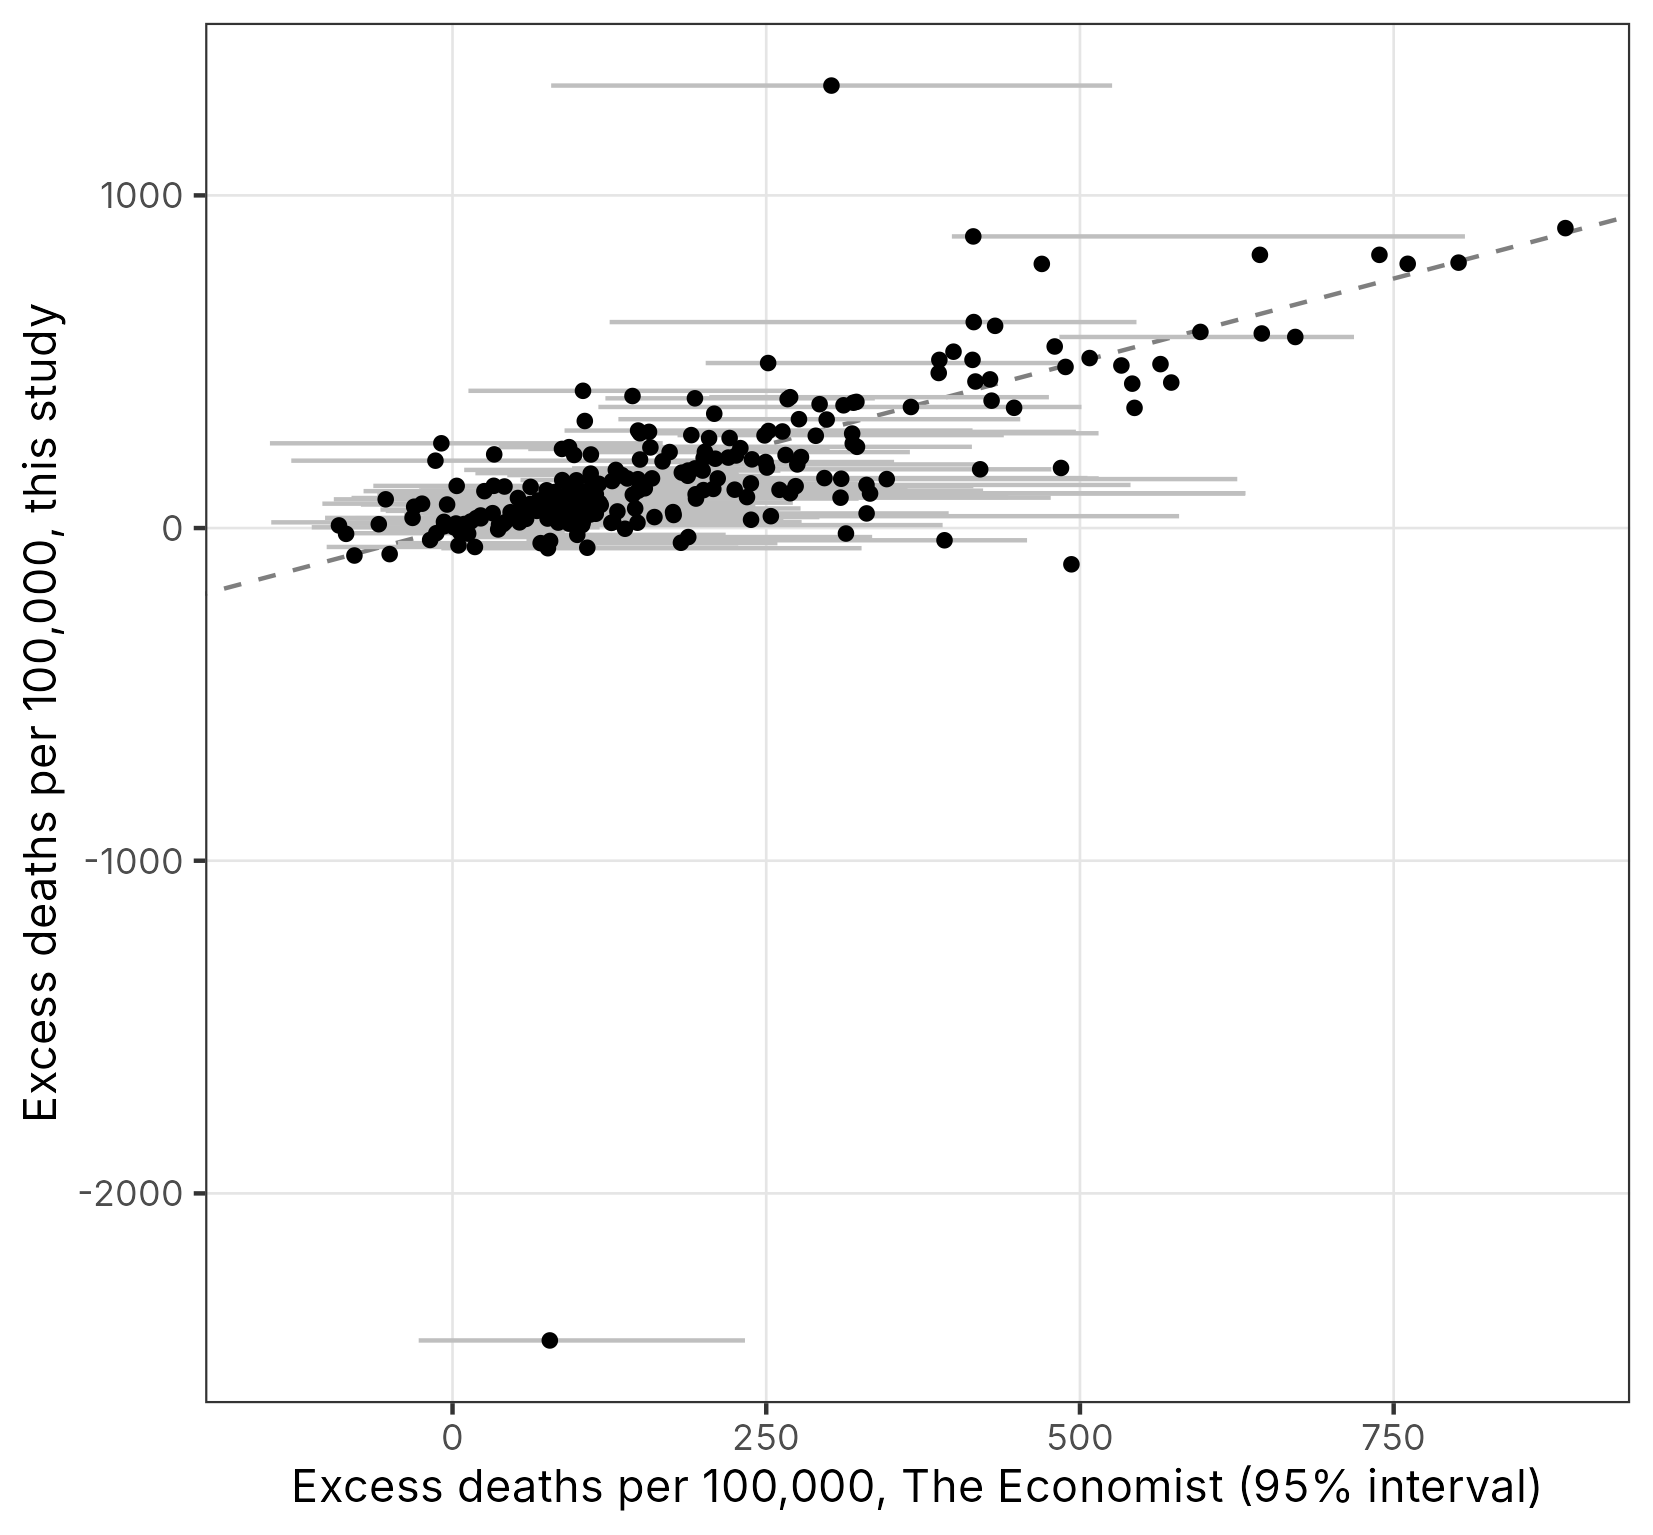 Excess deaths per 100,000, this study
1000
0
-1000
-2000
0 250 500 750
Excess deaths per 100,000, The Economist (95% interval)